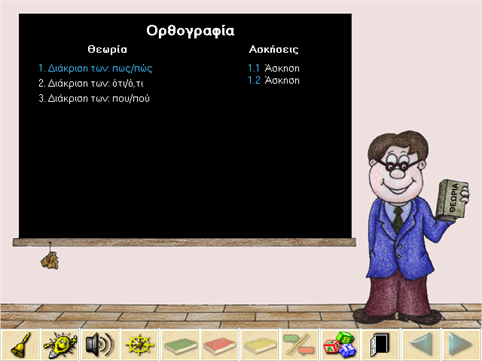 Ορθογραφία
Θεωρία
Ασκήσεις
1. Διάκριση των: πως/πώς
2. Διάκριση των: ότι/ό,τι
3. Διάκριση των: που/πού
1.1 Άσκηση
1.2 Άσκηση
ΘΕΩΡΙΑ